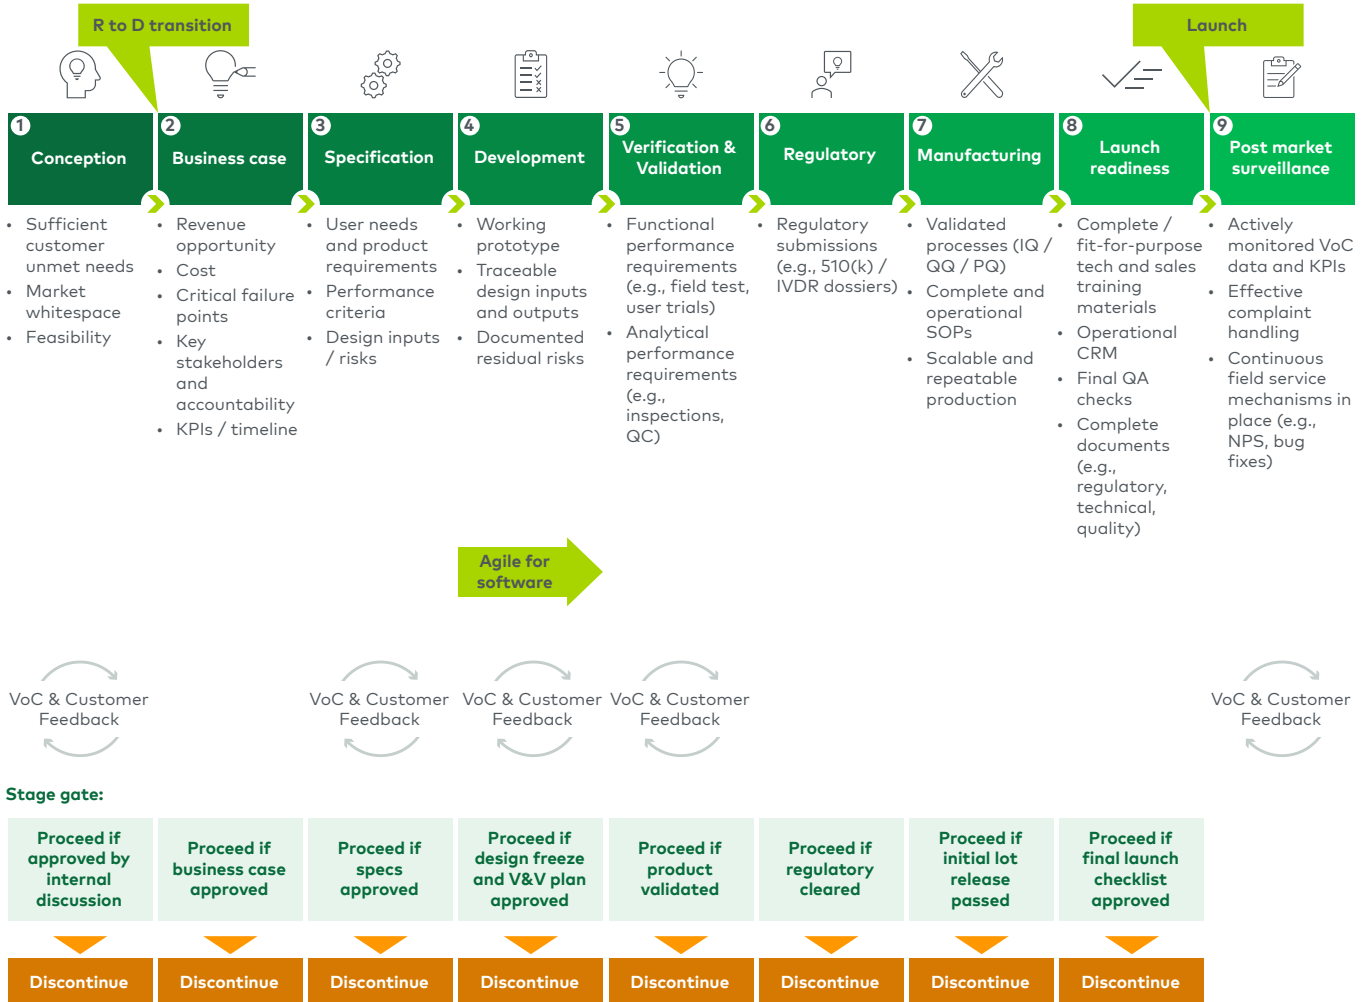 R to D transition
Launch
1
Conception
2
Business case
3
Specification
4
Development
5
Verification &
Validation
6
Regulatory
7
Manufacturing
8
Launch
readiness
9
Post market
surveillance
• Sufficient
customer
unmet needs
• Market
whitespace
• Feasibility
• Revenue
opportunity
• Cost
• Critical failure
points
• Key
stakeholders
and
accountability
• KPIs / timeline
• User needs
and product
requirements
• Performance
criteria
• Design inputs
/ risks
• Working
prototype
• Traceable
design inputs
and outputs
• Documented
residual risks
• Functional
performance
requirements
(e.g., field test,
user trials)
• Analytical
performance
requirements
(e.g.,
inspections,
QC)
• Regulatory
submissions
(e.g., 510(k) /
IVDR dossiers)
• Validated
processes (IQ /
QQ / PQ)
• Complete and
operational
SOPs
• Scalable and
repeatable
production
• Complete /
fit-for-purpose
tech and sales
training
materials
• Operational
CRM
• Final QA
checks
• Complete
documents
(e.g.,
regulatory,
technical,
quality)
• Actively
monitored VoC
data and KPIs
• Effective
complaint
handling
• Continuous
field service
mechanisms in
place (e.g.,
NPS, bug
fixes)
Agile for
software
VoC & Customer
Feedback
VoC & Customer
Feedback
VoC & Customer
Feedback
VoC & Customer
Feedback
VoC & Customer
Feedback
Stage gate:
Proceed if
approved by
internal
discussion
Proceed if
business case
approved
Proceed if
specs
approved
Proceed if
design freeze
and V&V plan
approved
Proceed if
product
validated
Proceed if
regulatory
cleared
Proceed if
initial lot
release
passed
Proceed if
final launch
checklist
approved
Discontinue
Discontinue
Discontinue
Discontinue
Discontinue
Discontinue
Discontinue
Discontinue